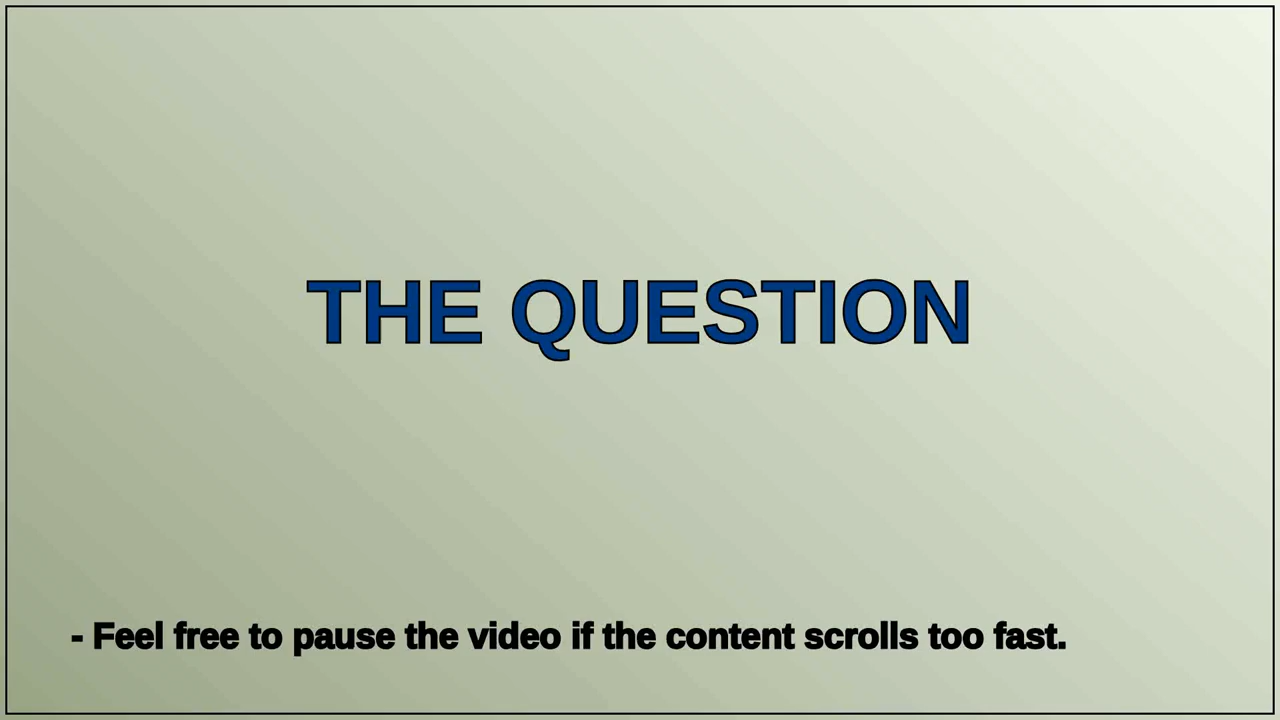 THE QUESTION
- Feel free to pause the video if the content scrolls too fast.